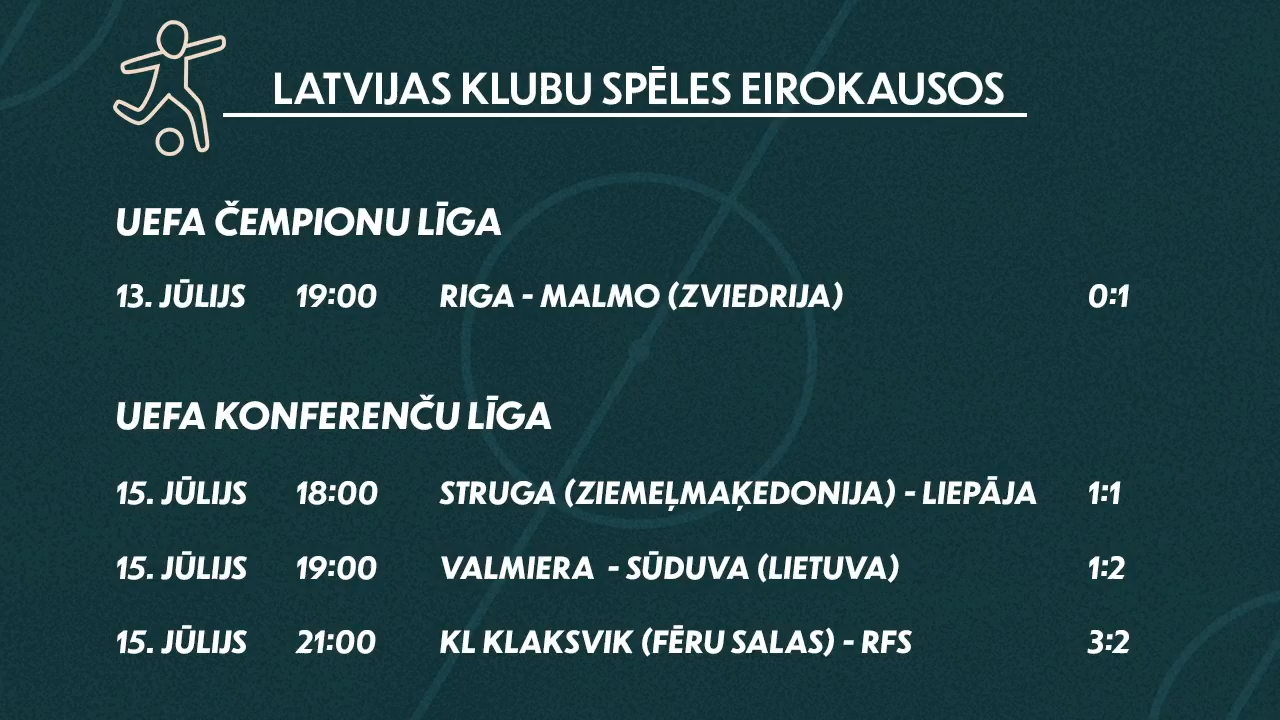 LATVIJAS KLUBU SPĒLES EIROKAUSOS
UEFA ČEMPIONU LĪGA
13. JŪLIJS 19:00 RIGA - MALMO (ZVIEDRIJA) 0:1
UEFA KONFERENČU LĪGA
15. JŪLIJS 18:00 STRUGA (ZIEMEĻMAĶEDONIJA) - LIEPĀJA 1:1
15. JŪLIJS 19:00 VALMIERA - SŪDUVA (LIETUVA) 1:2
15. JŪLIJS 21:00 KL KLAKSVIK (FĒRU SALAS) - RFS 3:2